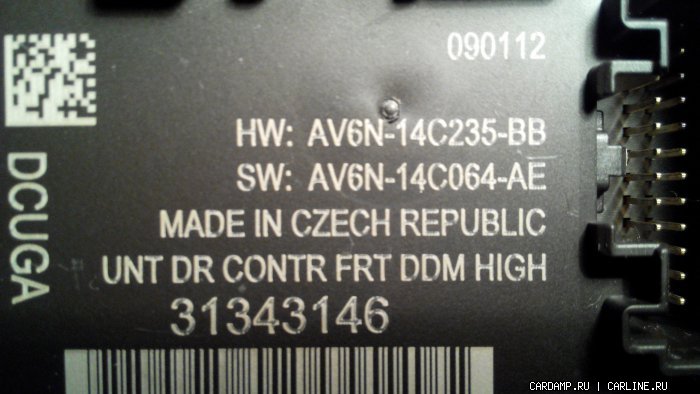 090112
HW: AV6N-14C235-BB
SW: AV6N-14C064-AE
MADE IN CZECH REPUBLIC
UNT DR CONTR FRT DDM HIGH
31343146
DCUGA
CARDAMP.RU | CARLINE.RU